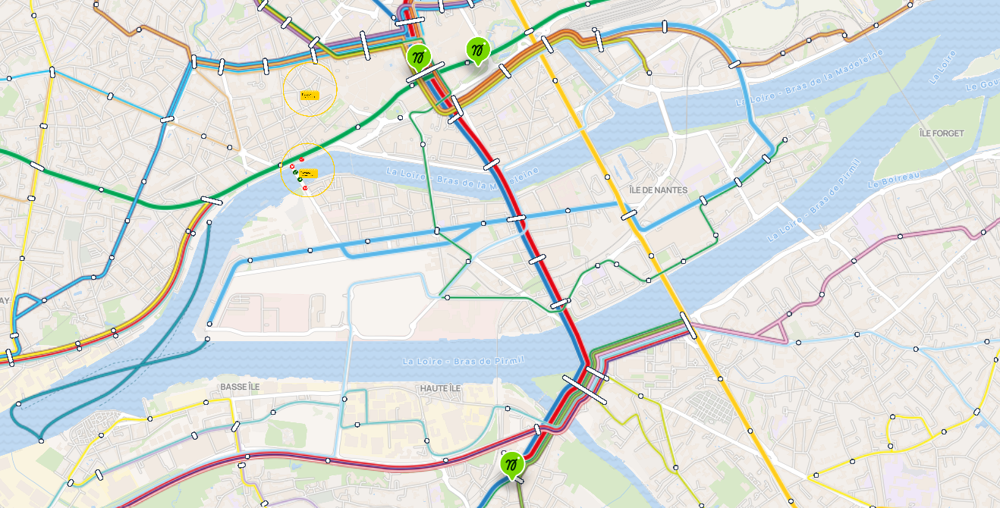 La Loire - Bras de la Madeleine
La Loire
Le Gou
ÎLE FORGET
La Loire - Bras de la Madeleine
Le Boireau
ÎLE DE NANTES
La Loire - Bras de Pirmil
AY
La Loire - Bras de Pirmil
BASSE ÎLE
HAUTE ÎLE